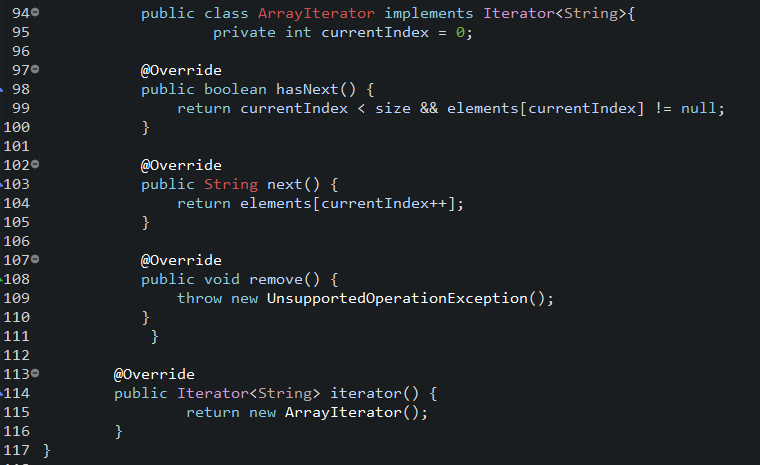 94 public class ArrayIterator implements Iterator<String>{
95 private int currentIndex = 0;
96
97 @Override
98 public boolean hasNext() {
99 return currentIndex < size && elements[currentIndex] != null;
100 }
101
102 @Override
103 public String next() {
104 return elements[currentIndex++];
105 }
106
107 @Override
108 public void remove() {
109 throw new UnsupportedOperationException();
110 }
111 }
112
113 @Override
114 public Iterator<String> iterator() {
115 return new ArrayIterator();
116 }
117 }